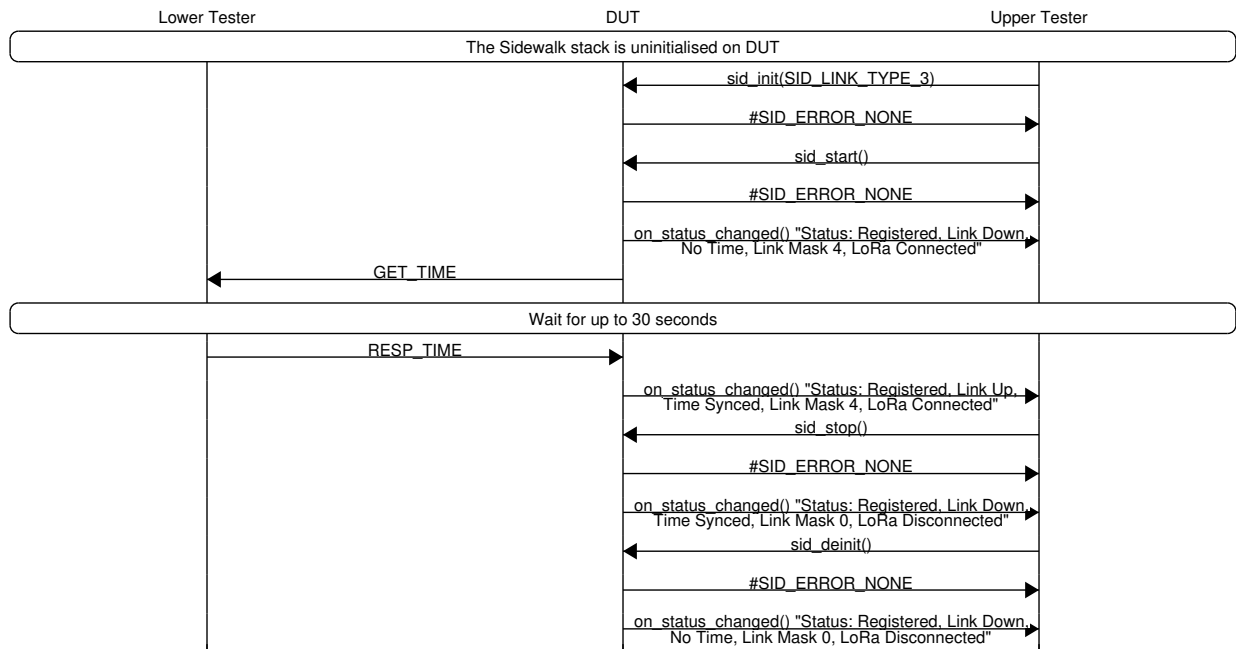 Lower Tester DUT Upper Tester
The Sidewalk stack is uninitialised on DUT
sid_init(SID_LINK_TYPE_3)
#SID_ERROR_NONE
sid_start()
#SID_ERROR_NONE
on_status_changed() "Status: Registered, Link Down,
No Time, Link Mask 4, LoRa Connected"
GET_TIME
Wait for up to 30 seconds
RESP_TIME
on_status_changed() "Status: Registered, Link Up,
Time Synced, Link Mask 4, LoRa Connected"
sid_stop()
#SID_ERROR_NONE
on_status_changed() "Status: Registered, Link Down,
Time Synced, Link Mask 0, LoRa Disconnected"
sid_deinit()
#SID_ERROR_NONE
on_status_changed() "Status: Registered, Link Down,
No Time, Link Mask 0, LoRa Disconnected"